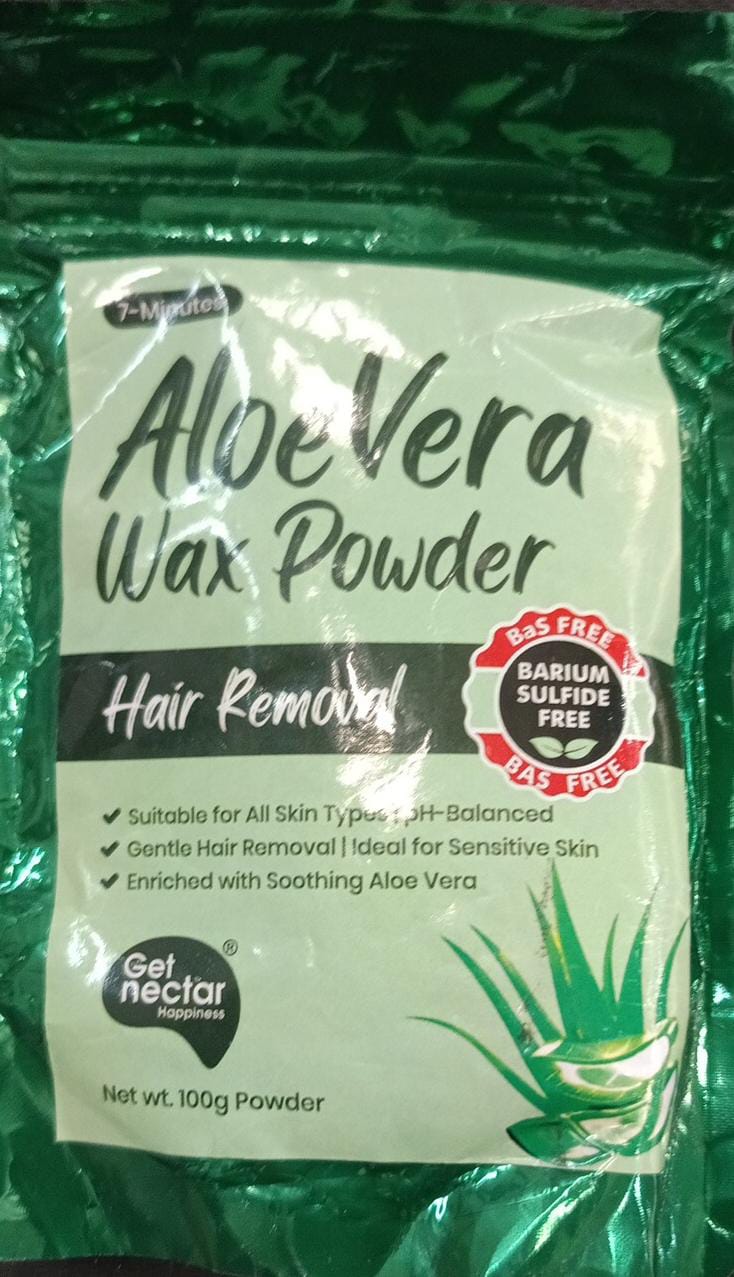 7-Minutes
Aloe Vera
Wax Powder
Hair Removal
BaS FREE
BARIUM
SULFIDE
FREE
BAS FREE
✔ Suitable for All Skin Types | pH-Balanced
✔ Gentle Hair Removal | Ideal for Sensitive Skin
✔ Enriched with Soothing Aloe Vera
Get
nectar
Happiness
®
Net wt. 100g Powder